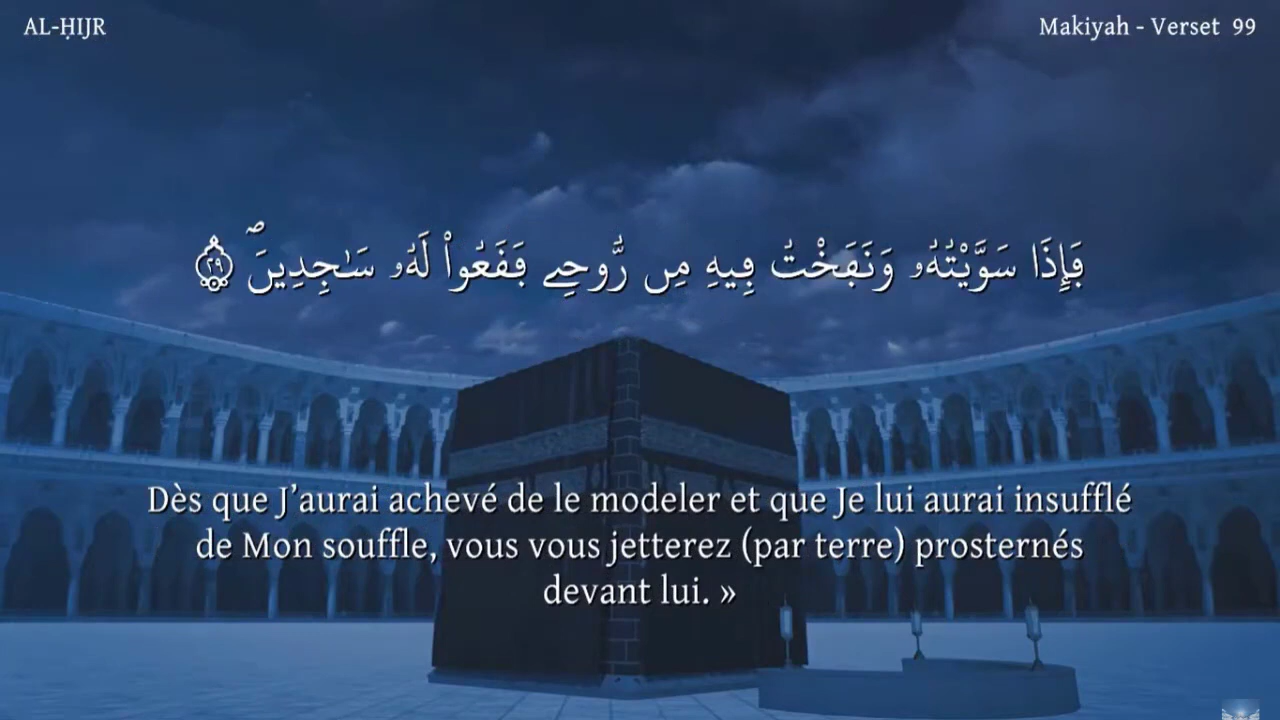 AL-ḤIJR
Makiyah - Verset 99
فَإِذَا سَوَّيْتُهُۥ وَنَفَخْتُ فِيهِ مِن رُّوحِے فَقَعُواْ لَهُۥ سَٰجِدِينَۖ ۝٢٩
Dès que J’aurai achevé de le modeler et que Je lui aurai insufflé
de Mon souffle, vous vous jetterez (par terre) prosternés
devant lui. »